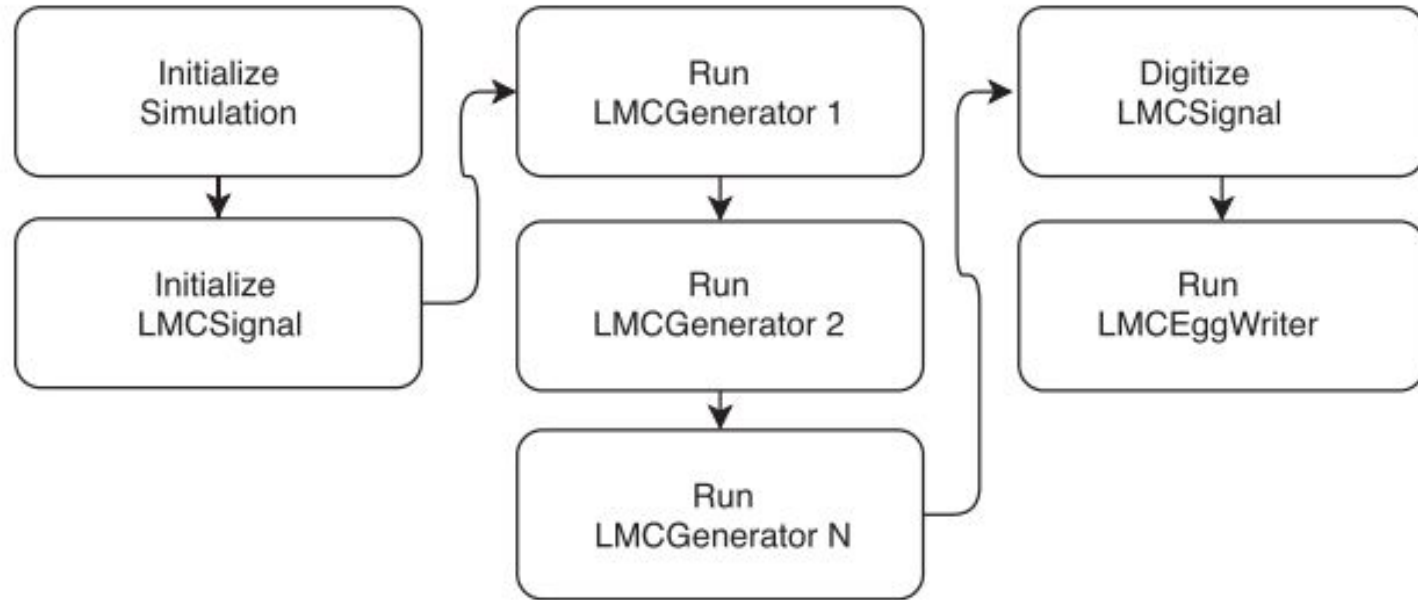 Initialize
Simulation
Initialize
LMCSignal
Run
LMCGenerator 1
Run
LMCGenerator 2
Run
LMCGenerator N
Digitize
LMCSignal
Run
LMCEggWriter